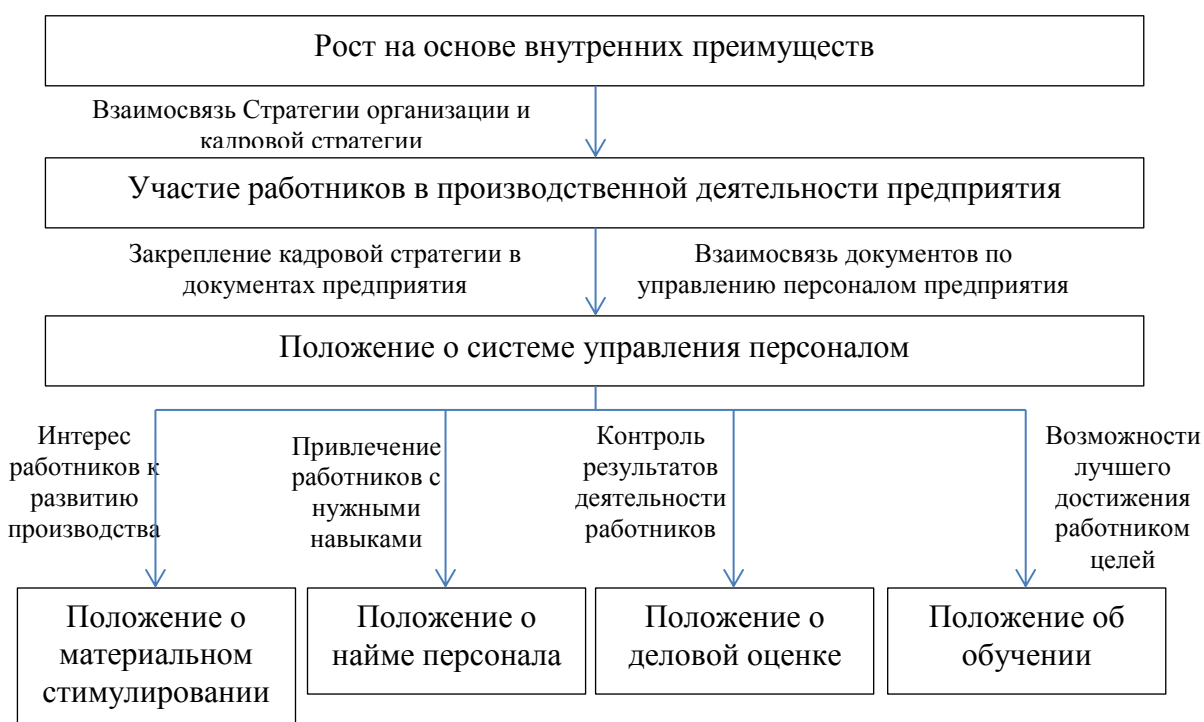 Рост на основе внутренних преимуществ
Взаимосвязь Стратегии организации и
кадровой стратегии
Участие работников в производственной деятельности предприятия
Закрепление кадровой стратегии в
документах предприятия
Взаимосвязь документов по
управлению персоналом предприятия
Положение о системе управления персоналом
Интерес
работников к
развитию
производства
Привлечение
работников с
нужными
навыками
Контроль
результатов
деятельности
работников
Возможности
лучшего
достижения
работником
целей
Положение о
материальном
стимулировании
Положение о
найме персонала
Положение о
деловой оценке
Положение об
обучении